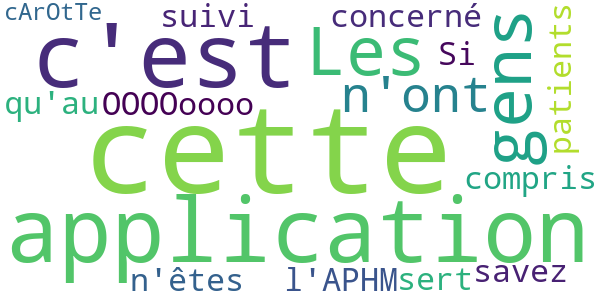 cArOtTe suivi concerné
c'est Les Si gens patients
qu'au OOOOoooo n'ont
cette compris
application
n'êtes l'APHM sert savez